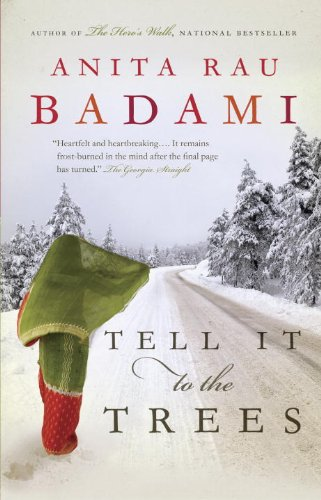 AUTHOR OF The Hero's Walk, NATIONAL BESTSELLER
ANITA RAU
BADAMI
"Heartfelt and heartbreaking.... It remains
frost-burned in the mind after the final page
has turned." The Georgia Straight
TELL IT
to the
TREES